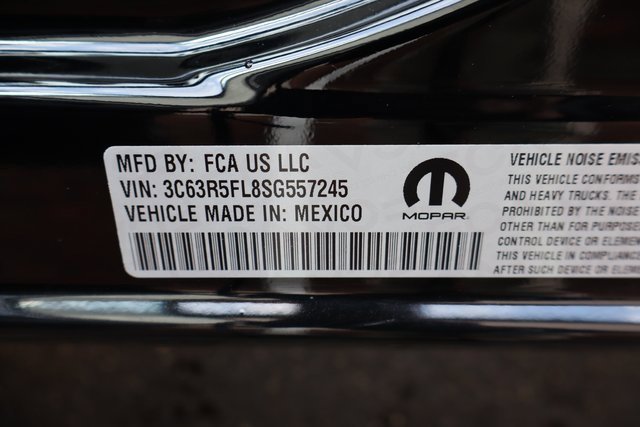 MFD BY: FCA US LLC
VIN: 3C63R5FL8SG557245
VEHICLE MADE IN: MEXICO
MOPAR
VEHICLE NOISE EMIS
THIS VEHICLE CONFORMS
AND HEAVY TRUCKS. THE
PROHIBITED BY THE NOISE
OTHER THAN FOR PURPOSE
CONTROL DEVICE OR ELEMEN
THIS VEHICLE IN COMPLIANC
AFTER SUCH DEVICE OR ELEM